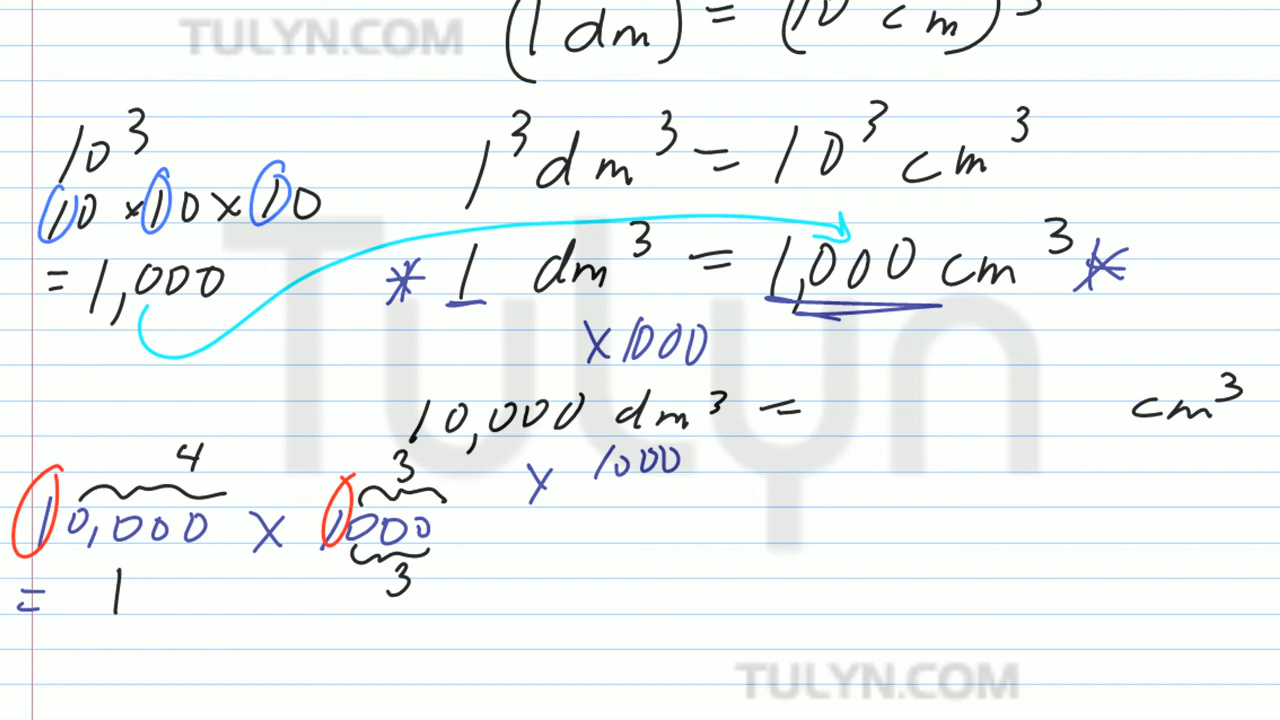 TULYN.COM
(1 dm) = (10 cm)³
10³
1³ dm³ = 10³ cm³
10 × 10 × 10
= 1,000
* 1 dm³ = 1,000 cm³ *
× 1000
10,000 dm³ = cm³
× 1000
4 3
10,000 × 1000
3
= 1
Tulyn
TULYN.COM